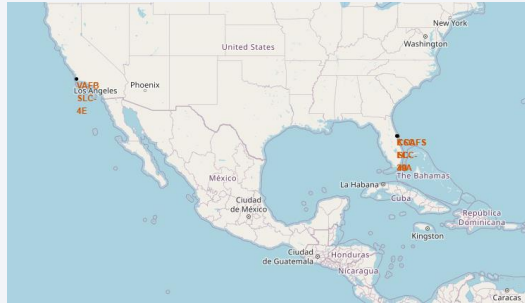 New York
Washington
United States
VAFB
Los Angeles
SLC-
4E
Phoenix
CCAFS
The Bahamas
México
La Habana
Cuba
Ciudad
de México
República
Dominicana
Kingston
Ciudad
de Guatemala
Honduras
Nicaragua
Caracas